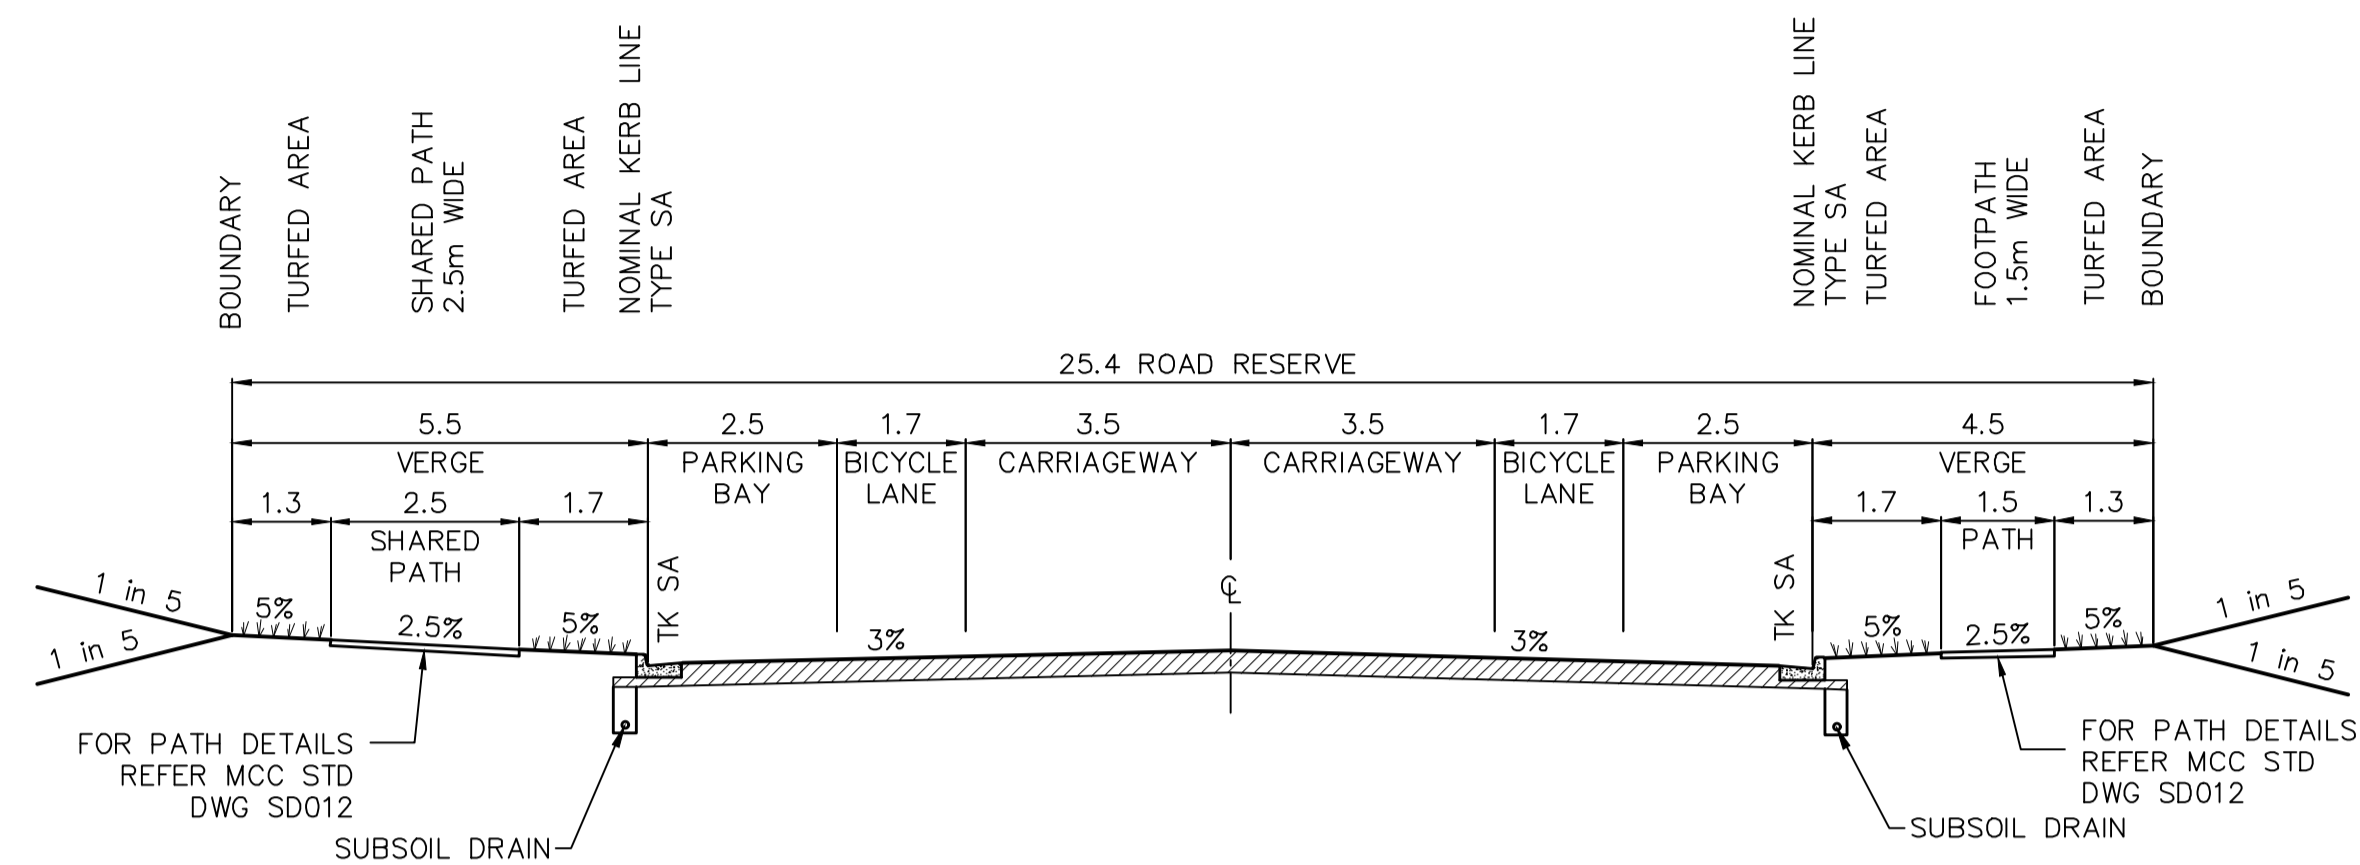 BOUNDARY
TURFED AREA
SHARED PATH
2.5m WIDE
TURFED AREA
NOMINAL KERB LINE
TYPE SA
NOMINAL KERB LINE
TYPE SA
TURFED AREA
FOOTPATH
1.5m WIDE
TURFED AREA
BOUNDARY
25.4 ROAD RESERVE
5.5
VERGE
2.5
PARKING
BAY
1.7
BICYCLE
LANE
3.5
CARRIAGEWAY
3.5
CARRIAGEWAY
1.7
BICYCLE
LANE
2.5
PARKING
BAY
4.5
VERGE
1.3
2.5
SHARED
PATH
1.7
1.7
1.5
PATH
1.3
TK SA
℄
TK SA
1 in 5
1 in 5
5%
2.5%
5%
3%
3%
5%
2.5%
5%
1 in 5
1 in 5
FOR PATH DETAILS
REFER MCC STD
DWG SD012
SUBSOIL DRAIN
FOR PATH DETAILS
REFER MCC STD
DWG SD012
SUBSOIL DRAIN